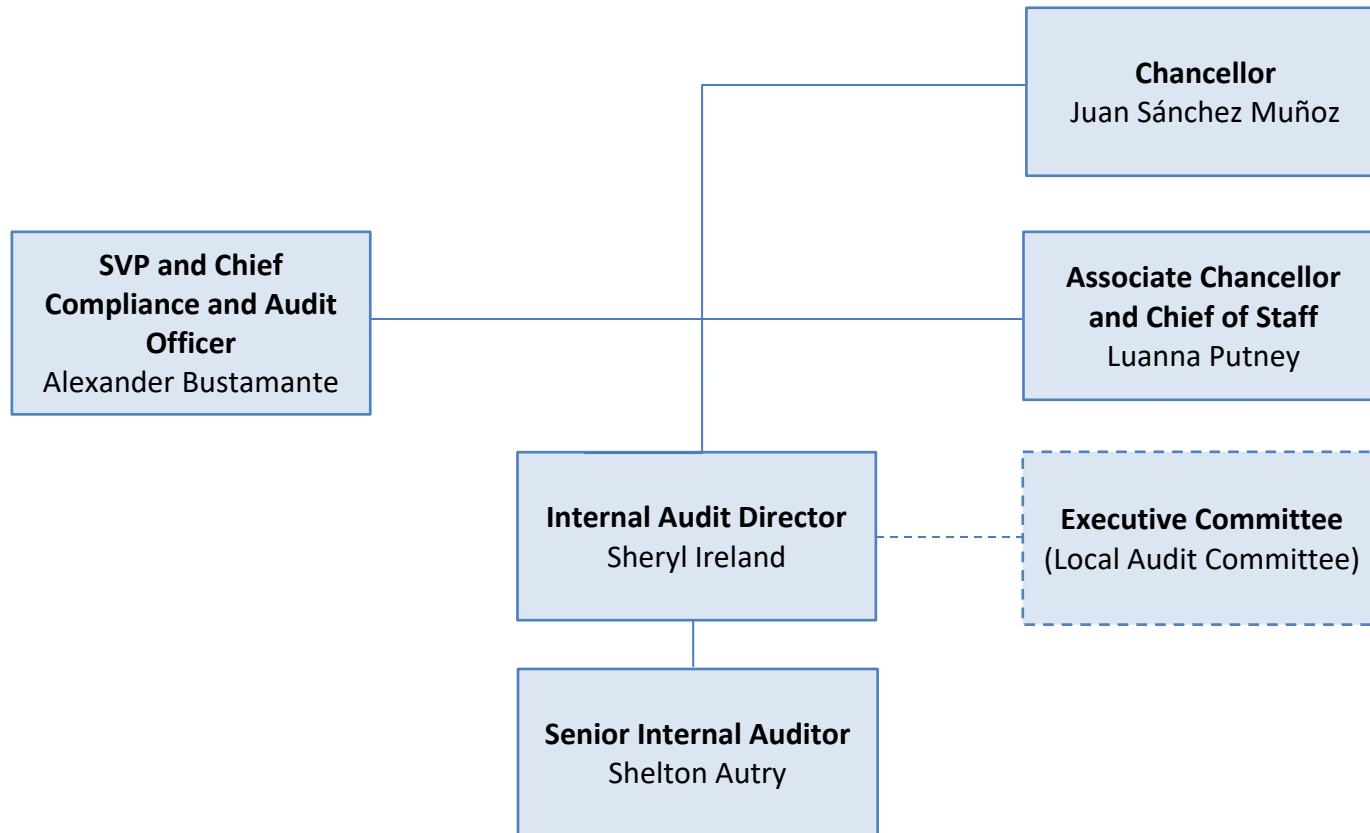 Chancellor
Juan Sánchez Muñoz
SVP and Chief
Compliance and Audit
Officer
Alexander Bustamante
Associate Chancellor
and Chief of Staff
Luanna Putney
Internal Audit Director
Sheryl Ireland
Executive Committee
(Local Audit Committee)
Senior Internal Auditor
Shelton Autry